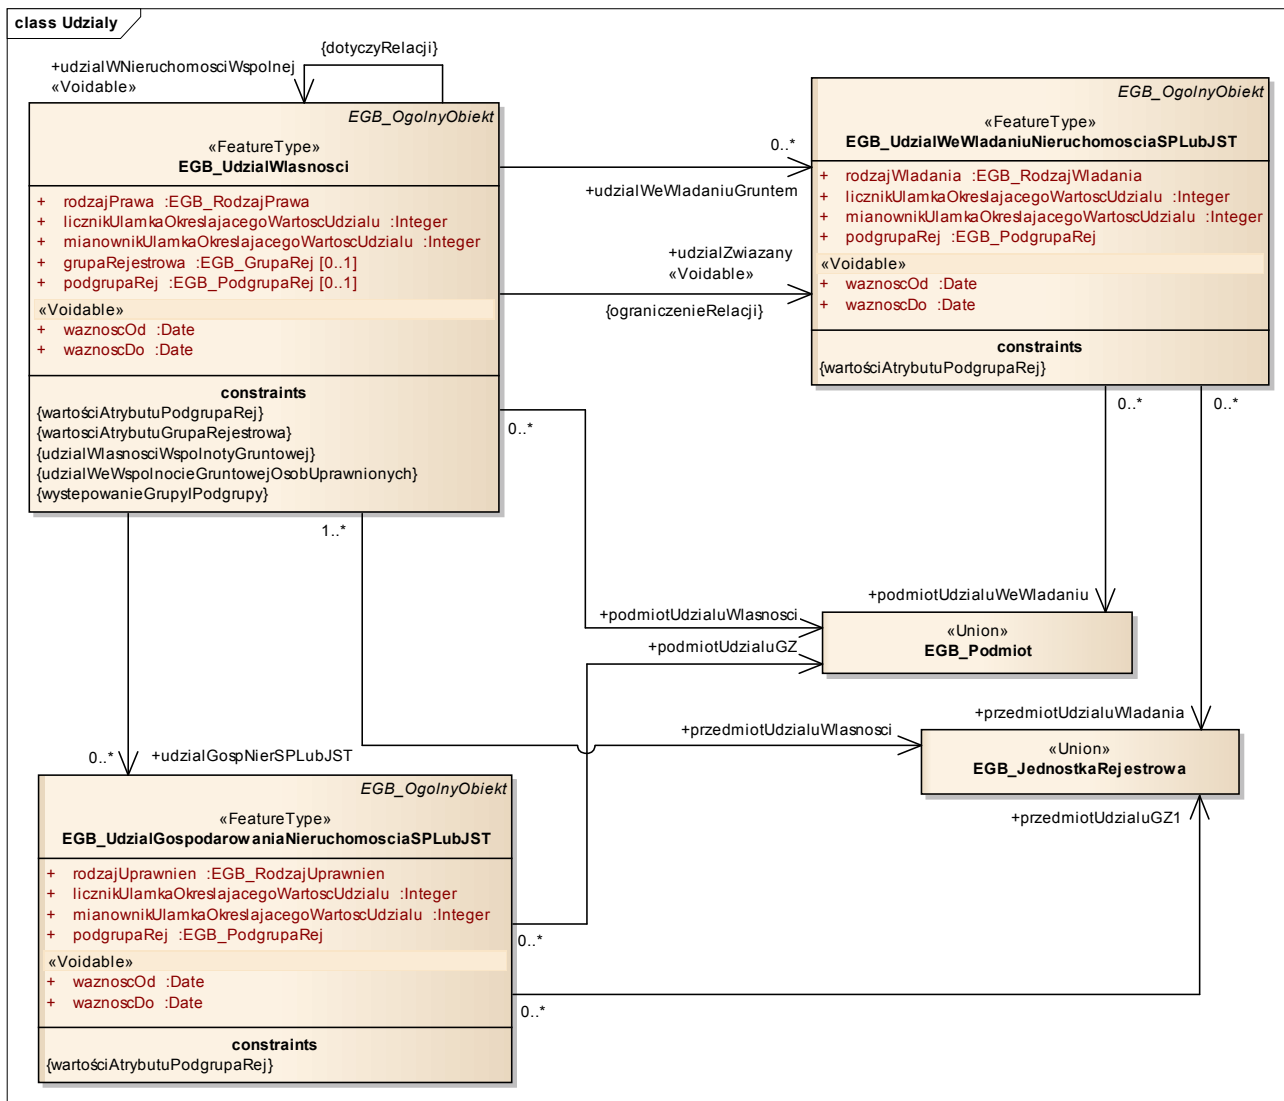 class Udzialy
{dotyczyRelacji}
+udzialWNieruchomosciWspolnej
«Voidable»
EGB_OgolnyObiekt
«FeatureType»
EGB_UdzialWlasnosci
+ rodzajPrawa :EGB_RodzajPrawa
+ licznikUlamkaOkreslajacegoWartoscUdzialu :Integer
+ mianownikUlamkaOkreslajacegoWartoscUdzialu :Integer
+ grupaRejestrowa :EGB_GrupaRej [0..1]
+ podgrupaRej :EGB_PodgrupaRej [0..1]
«Voidable»
+ waznoscOd :Date
+ waznoscDo :Date
constraints
{wartościAtrybutuPodgrupaRej}
{wartosciAtrybutuGrupaRejestrowa}
{udzialWlasnosciWspolnotyGruntowej}
{udzialWeWspolnocieGruntowejOsobUprawnionych}
{wystepowanieGrupyIPodgrupy}
0..*
+udzialWeWladaniuGruntem
+udzialZwiazany
«Voidable»
{ograniczenieRelacji}
EGB_OgolnyObiekt
«FeatureType»
EGB_UdzialWeWladaniuNieruchomosciaSPLubJST
+ rodzajWladania :EGB_RodzajWladania
+ licznikUlamkaOkreslajacegoWartoscUdzialu :Integer
+ mianownikUlamkaOkreslajacegoWartoscUdzialu :Integer
+ podgrupaRej :EGB_PodgrupaRej
«Voidable»
+ waznoscOd :Date
+ waznoscDo :Date
constraints
{wartościAtrybutuPodgrupaRej}
0..*
0..*
0..*
1..*
+podmiotUdzialuWeWladaniu
+podmiotUdzialuWlasnosci
+podmiotUdzialuGZ
«Union»
EGB_Podmiot
+przedmiotUdzialuWladania
+przedmiotUdzialuWlasnosci
«Union»
EGB_JednostkaRejestrowa
+przedmiotUdzialuGZ1
0..*
+udzialGospNierSPLubJST
EGB_OgolnyObiekt
«FeatureType»
EGB_UdzialGospodarowaniaNieruchomosciaSPLubJST
+ rodzajUprawnien :EGB_RodzajUprawnien
+ licznikUlamkaOkreslajacegoWartoscUdzialu :Integer
+ mianownikUlamkaOkreslajacegoWartoscUdzialu :Integer
+ podgrupaRej :EGB_PodgrupaRej
«Voidable»
+ waznoscOd :Date
+ waznoscDo :Date
constraints
{wartościAtrybutuPodgrupaRej}
0..*
0..*